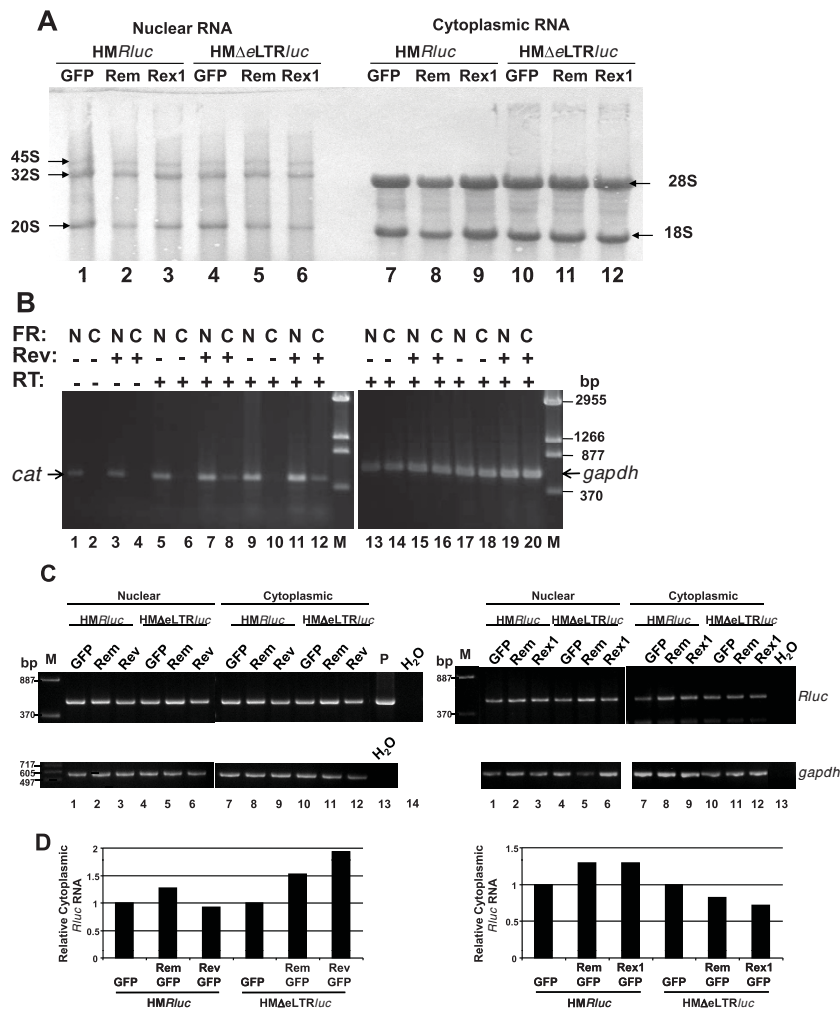 A
Nuclear RNA Cytoplasmic RNA
HMRluc HMΔeLTRluc HMRluc HMΔeLTRluc
GFP Rem Rex1 GFP Rem Rex1 GFP Rem Rex1 GFP Rem Rex1
45S
32S
28S
20S
18S
1 2 3 4 5 6 7 8 9 10 11 12
B
FR: N C N C N C N C N C N C N C N C N C N C
Rev: - - + + - - + + - - + + - - + + - - + +
RT: - - - - + + + + + + + + + + + + + + + + bp
2955
1266
877
cat gapdh
370
1 2 3 4 5 6 7 8 9 10 11 12 M 13 14 15 16 17 18 19 20 M
C
Nuclear Cytoplasmic Nuclear Cytoplasmic
HMRluc HMΔeLTRluc HMRluc HMΔeLTRluc HMRluc HMΔeLTRluc HMRluc HMΔeLTRluc
bp M GFP Rem Rev GFP Rem Rev GFP Rem Rev GFP Rem Rev P H2O bp M GFP Rem Rex1 GFP Rem Rex1 GFP Rem Rex1 GFP Rem Rex1 H2O
887 887
Rluc
370 370
H2O
717
605 gapdh
497
1 2 3 4 5 6 7 8 9 10 11 12 13 14 1 2 3 4 5 6 7 8 9 10 11 12 13
D
Relative Cytoplasmic
Rluc RNA
2
1.5
1
0.5
0
GFP Rem GFP Rev GFP GFP Rem GFP Rev GFP
HMRluc HMΔeLTRluc
Relative Cytoplasmic
Rluc RNA
1.5
1
0.5
0
GFP Rem GFP Rex1 GFP GFP Rem GFP Rex1 GFP
HMRluc HMΔeLTRluc